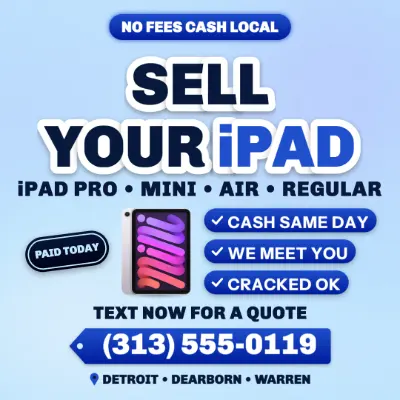 NO FEES CASH LOCAL
SELL
YOUR iPAD
iPAD PRO • MINI • AIR • REGULAR
PAID TODAY
CASH SAME DAY
WE MEET YOU
CRACKED OK
TEXT NOW FOR A QUOTE
(313) 555-0119
DETROIT • DEARBORN • WARREN